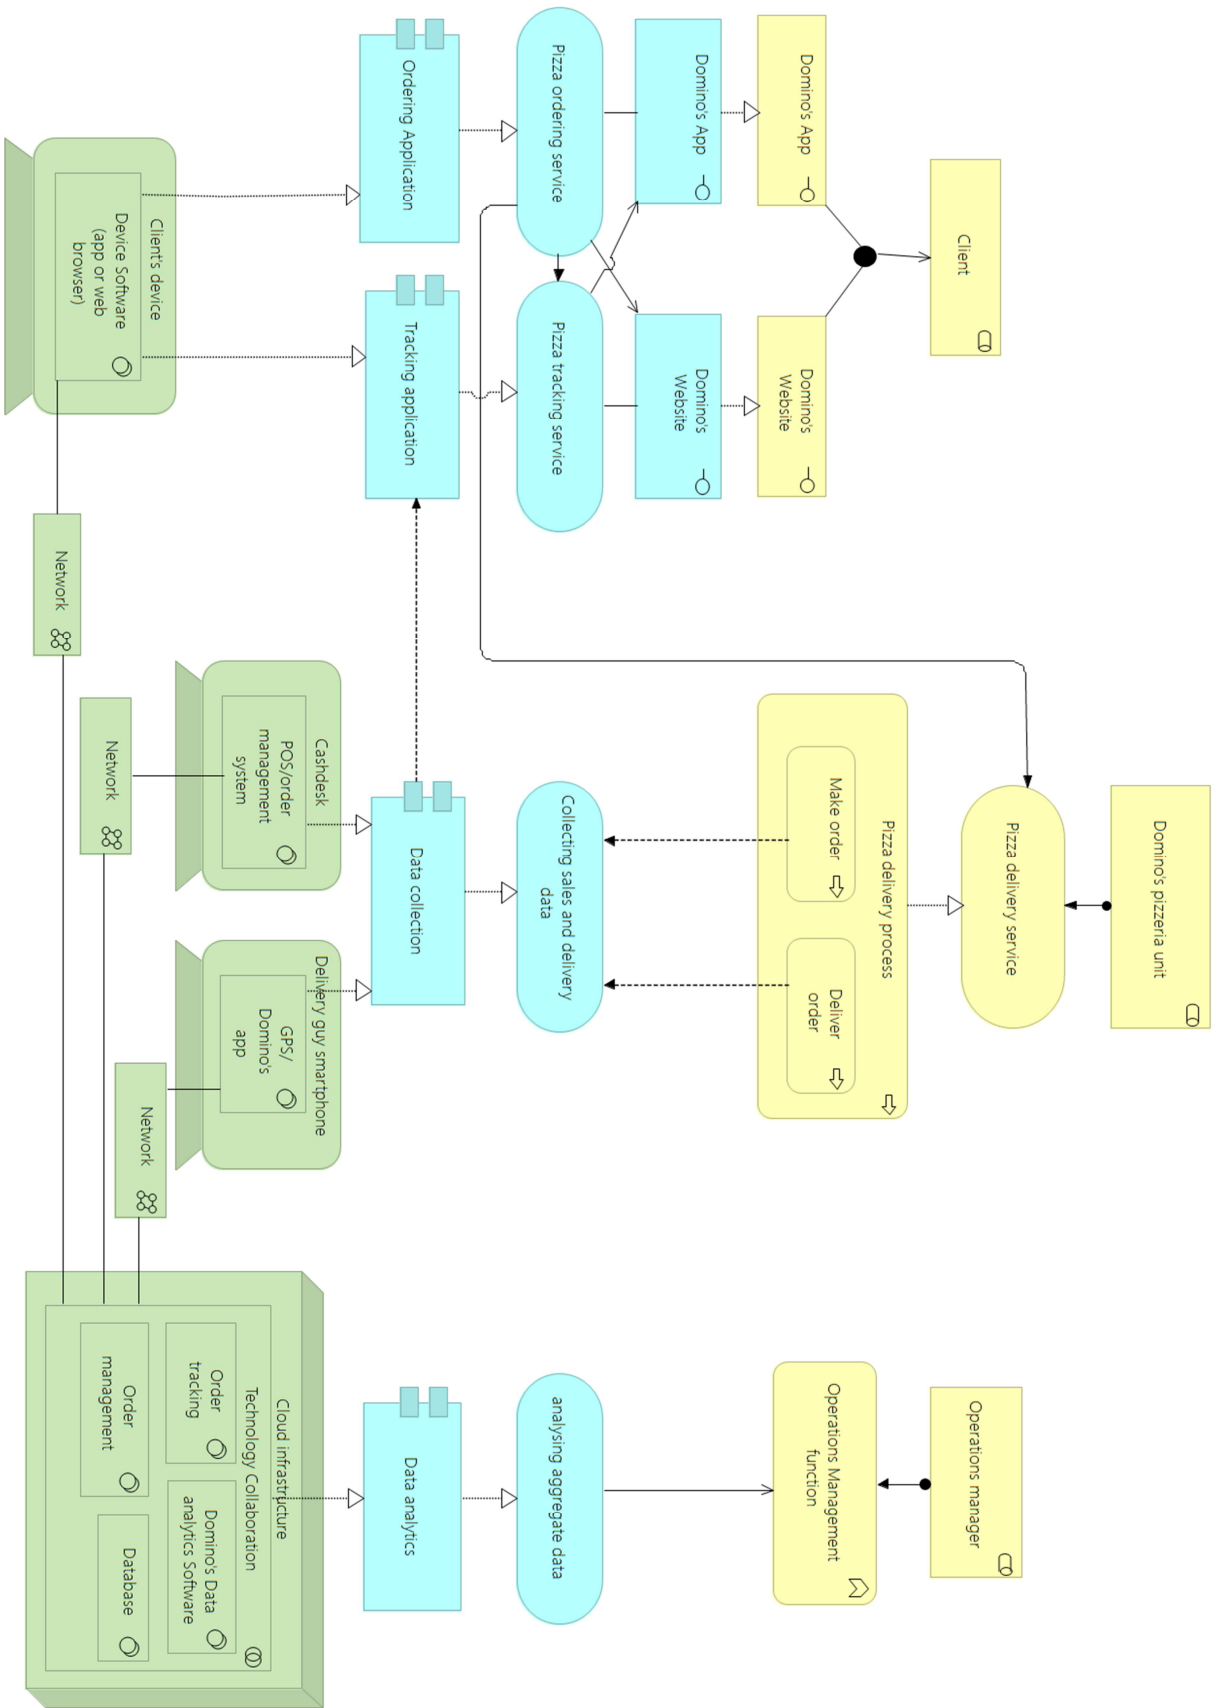 Client
Domino's pizzeria unit
Operations manager
Domino's App
Domino's
Website
Pizza delivery service
Pizza delivery process
Make order
Deliver
order
Operations Management
function
Domino's App
Domino's
Website
Pizza ordering service
Pizza tracking service
Collecting sales and delivery
data
analysing aggregate data
Ordering Application
Tracking application
Data collection
Data analytics
Client's device
Device Software
(app or web
browser)
Cashdesk
POS/order
management
system
Delivery guy smartphone
GPS/
Domino's
app
Cloud infrastructure
Technology Collaboration
Order
tracking
Domino's Data
analytics Software
Order
management
Database
Network
Network
Network